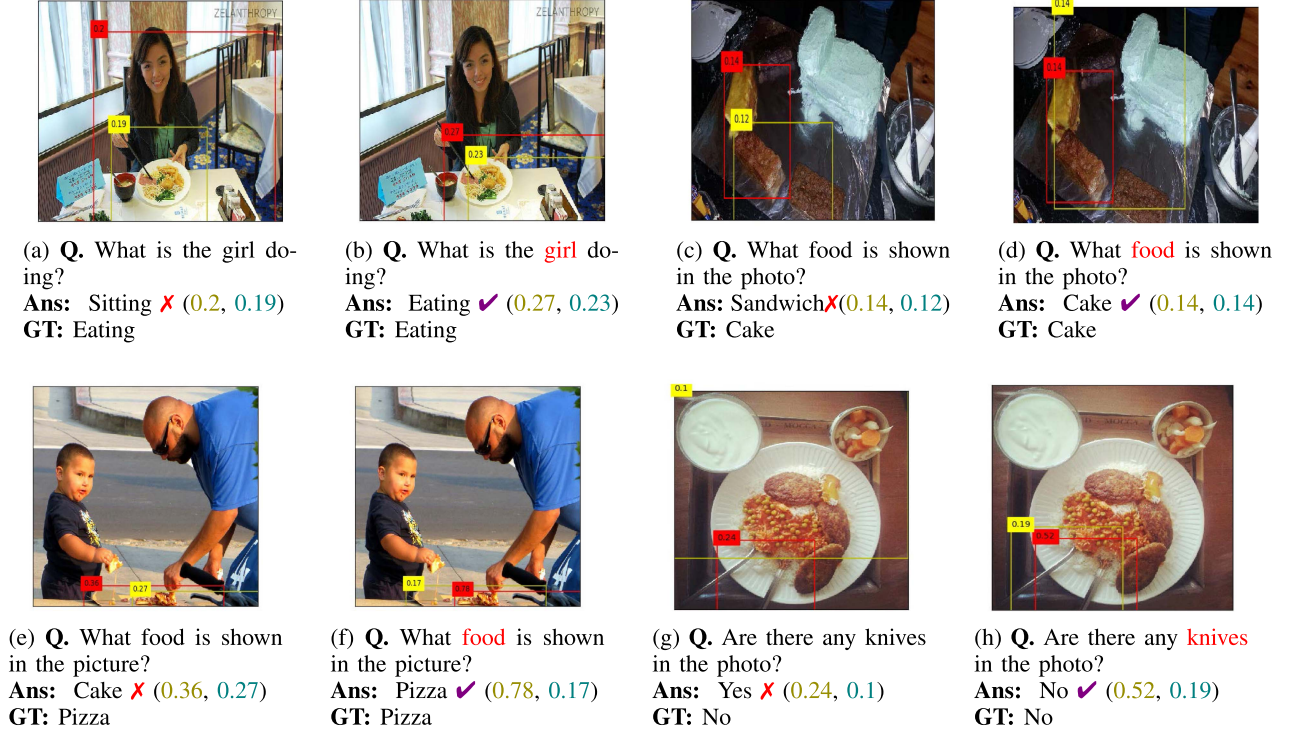 ZELANTHROPY
ZELANTHROPY
0.14
0.2
0.14
0.14
0.19
0.27
0.12
0.23
(a) Q. What is the girl do-
ing?
Ans: Sitting ✗ (0.2, 0.19)
GT: Eating
(b) Q. What is the girl do-
ing?
Ans: Eating ✔ (0.27, 0.23)
GT: Eating
(c) Q. What food is shown
in the photo?
Ans: Sandwich✗(0.14, 0.12)
GT: Cake
(d) Q. What food is shown
in the photo?
Ans: Cake ✔ (0.14, 0.14)
GT: Cake
0.1
MOCCA
0.36
0.27
0.17
0.78
0.24
0.19
0.52
(e) Q. What food is shown
in the picture?
Ans: Cake ✗ (0.36, 0.27)
GT: Pizza
(f) Q. What food is shown
in the picture?
Ans: Pizza ✔ (0.78, 0.17)
GT: Pizza
(g) Q. Are there any knives
in the photo?
Ans: Yes ✗ (0.24, 0.1)
GT: No
(h) Q. Are there any knives
in the photo?
Ans: No ✔ (0.52, 0.19)
GT: No